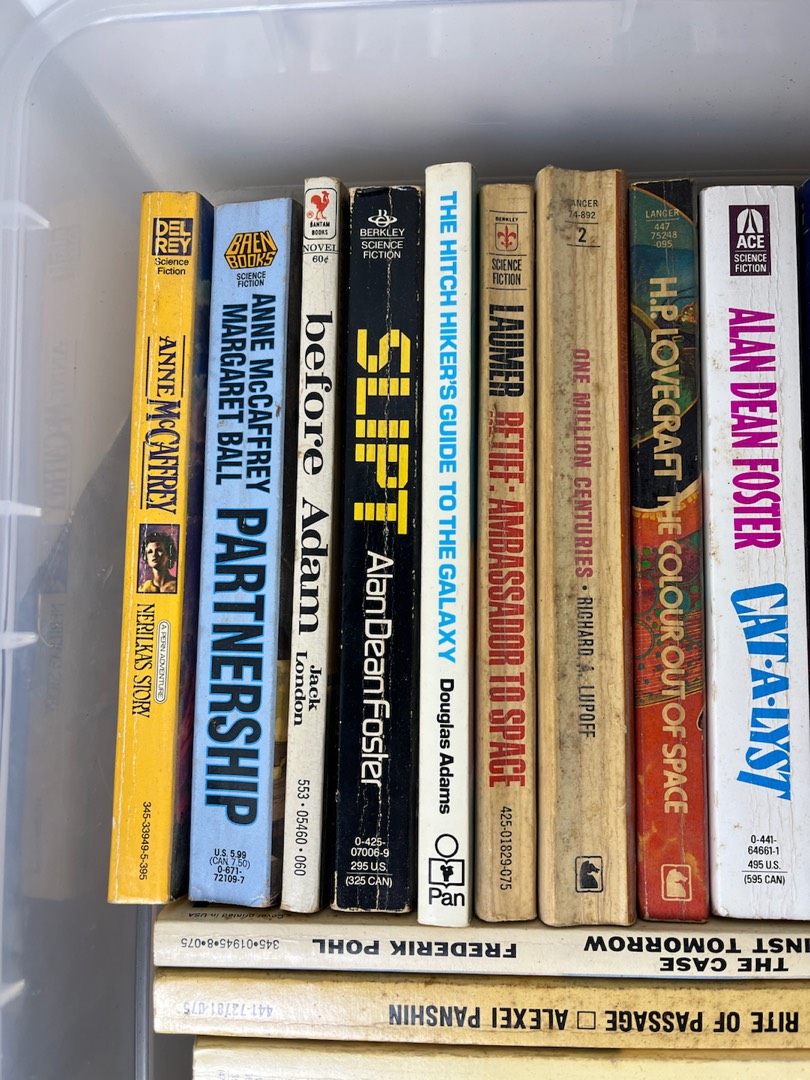 DEL
REY
Science
Fiction
ANNE McCAFFREY
A PERN ADVENTURE
NERILKA'S STORY
345-33949-5-395
BAEN
BOOKS
SCIENCE
FICTION
ANNE McCAFFREY
MARGARET BALL
PARTNERSHIP
U.S. 5.99
(CAN. 7.50)
0-671-
72109-7
BANTAM
BOOKS
NOVEL
60¢
before Adam
Jack
London
553•05460•060
BERKLEY
SCIENCE
FICTION
SLIPT
Alan Dean Foster
0-425-
07006-9
295 U.S.
(325 CAN)
THE HITCH HIKER'S GUIDE TO THE GALAXY
Douglas Adams
Pan
BERKLEY
SCIENCE
FICTION
LAUMER
RETIEF: AMBASSADOR TO SPACE
425-01829-075
ANCER
74-892
2
ONE MILLION CENTURIES • RICHARD A. LUPOFF
LANCER
447
75248
095
H.P. LOVECRAFT THE COLOUR OUT OF SPACE
ACE
SCIENCE
FICTION
ALAN DEAN FOSTER
CAT•A•LYST
0-441-
64661-1
495 U.S.
(595 CAN)
THE CASE
INST TOMORROW
FREDERIK POHL
345•01945•8•075
Cover printed in USA
RITE OF PASSAGE □ ALEXEI PANSHIN
441-72781-075